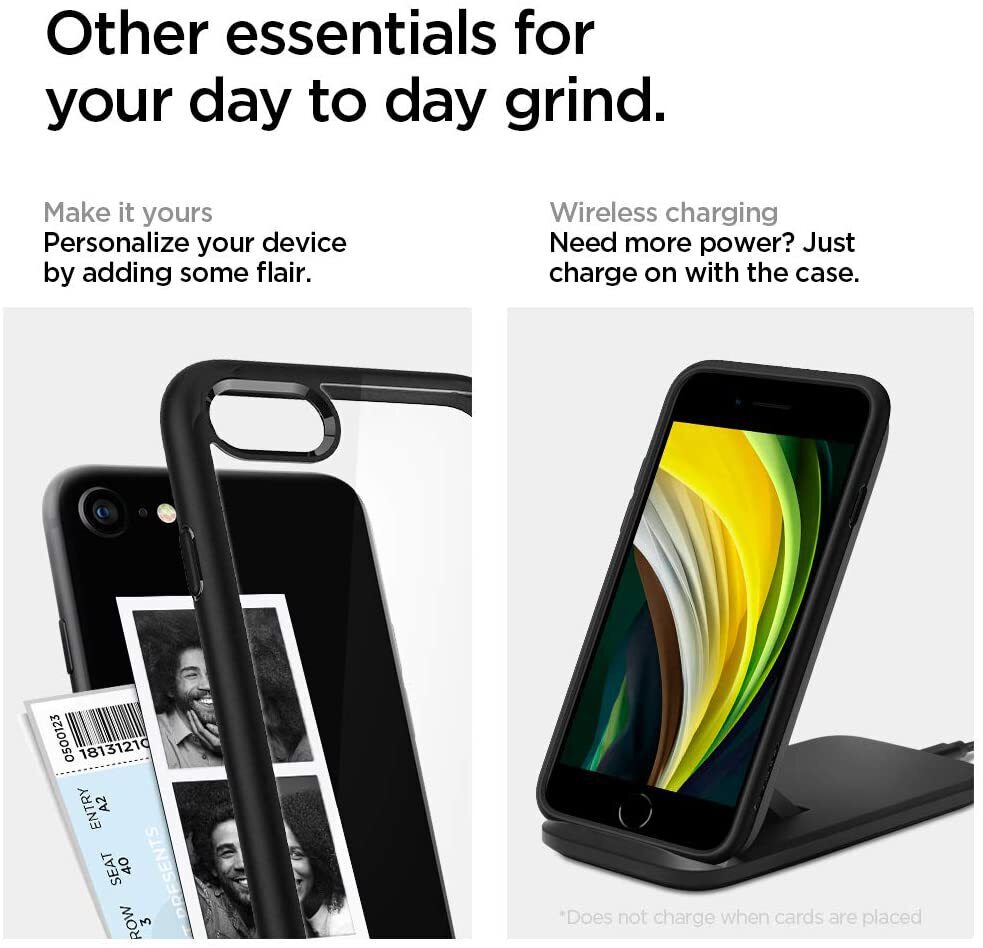 Other essentials for
your day to day grind.
Make it yours
Personalize your device
by adding some flair.
Wireless charging
Need more power? Just
charge on with the case.
0500123
1813121
ENTRY
A2
SEAT
40
ROW
3
PRESENTS
*Does not charge when cards are placed